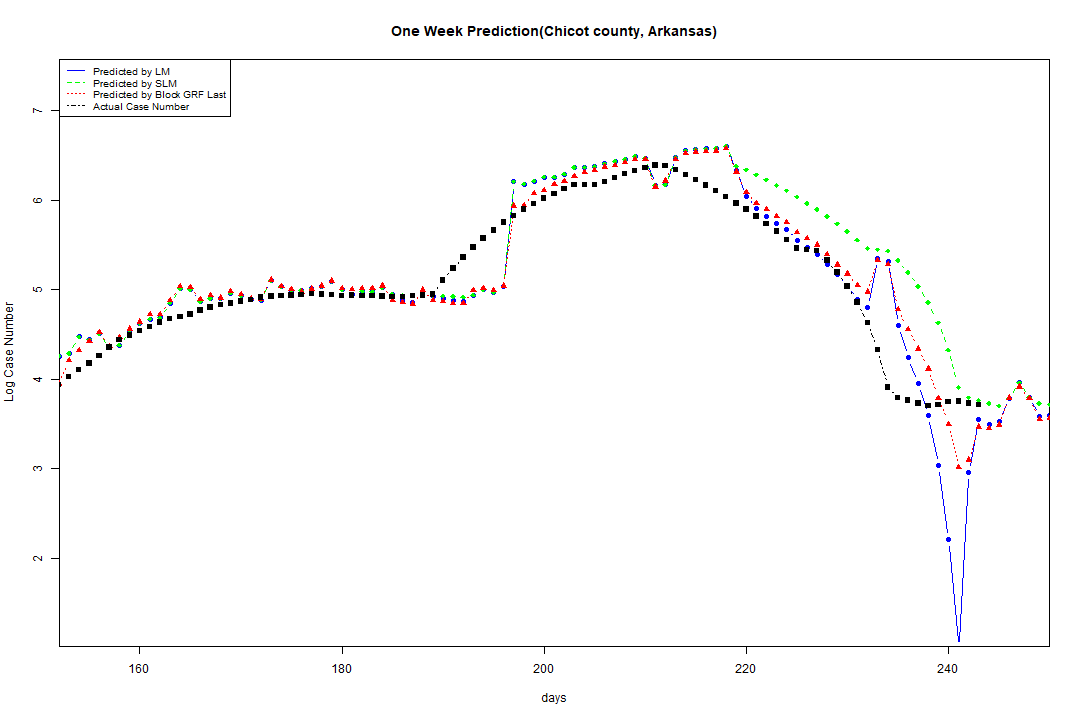 One Week Prediction(Chicot county, Arkansas)
Predicted by LM
Predicted by SLM
Predicted by Block GRF Last
Actual Case Number
7
6
5
4
3
2
Log Case Number
160 180 200 220 240
days